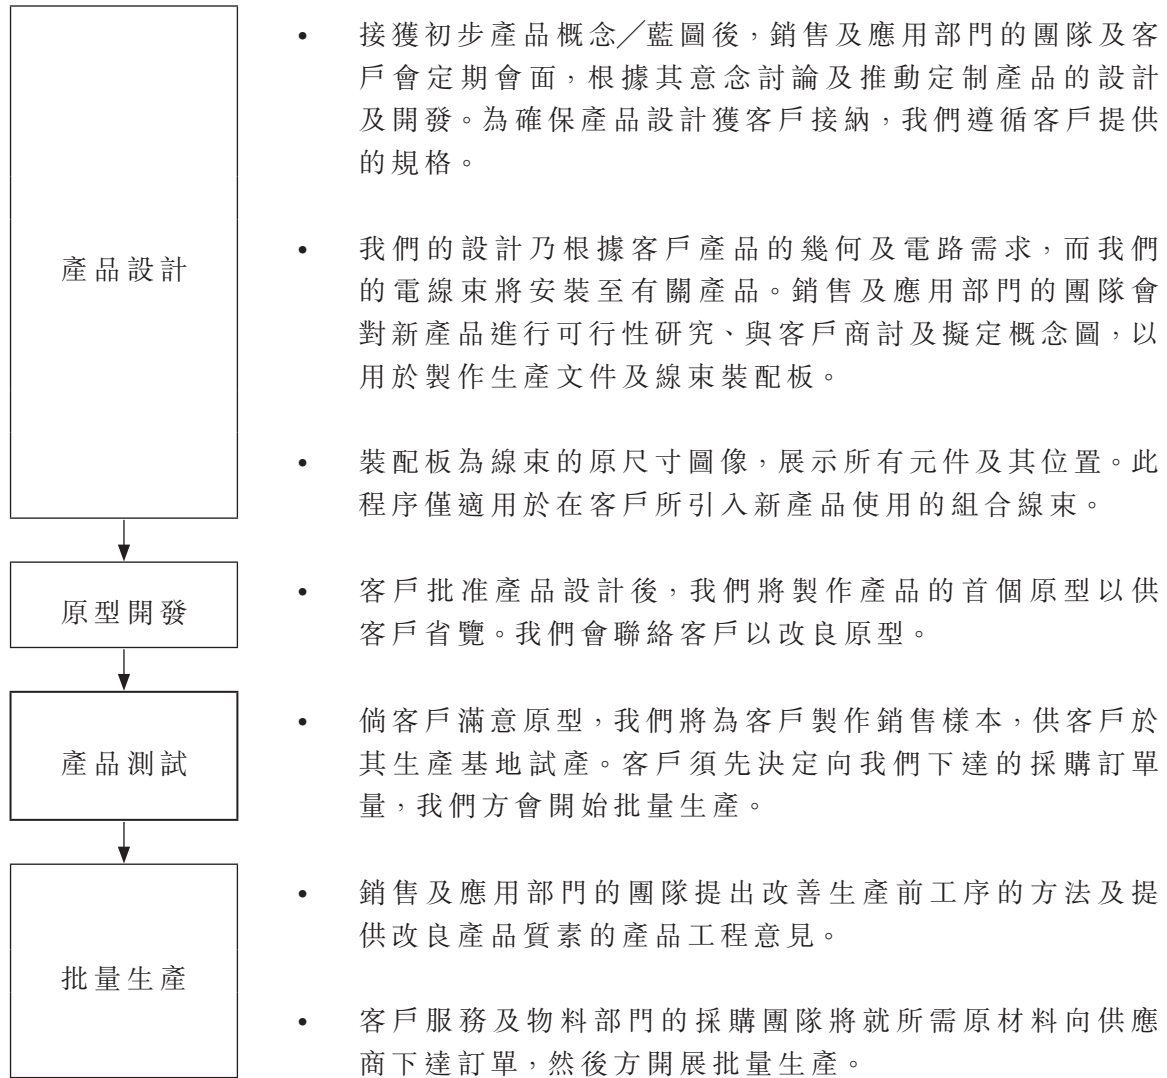 • 接獲初步產品概念╱藍圖後，銷售及應用部門的團隊及客
戶會定期會面，根據其意念討論及推動定制產品的設計
及開發。為確保產品設計獲客戶接納，我們遵循客戶提供
的規格。
產品設計
• 我們的設計乃根據客戶產品的幾何及電路需求，而我們
的電線束將安裝至有關產品。銷售及應用部門的團隊會
對新產品進行可行性研究、與客戶商討及擬定概念圖，以
用於製作生產文件及線束裝配板。
• 裝配板為線束的原尺寸圖像，展示所有元件及其位置。此
程序僅適用於在客戶所引入新產品使用的組合線束。
原型開發
• 客戶批准產品設計後，我們將製作產品的首個原型以供
客戶省覽。我們會聯絡客戶以改良原型。
產品測試
• 倘客戶滿意原型，我們將為客戶製作銷售樣本，供客戶於
其生產基地試產。客戶須先決定向我們下達的採購訂單
量，我們方會開始批量生產。
批量生產
• 銷售及應用部門的團隊提出改善生產前工序的方法及提
供改良產品質素的產品工程意見。
• 客戶服務及物料部門的採購團隊將就所需原材料向供應
商下達訂單，然後方開展批量生產。